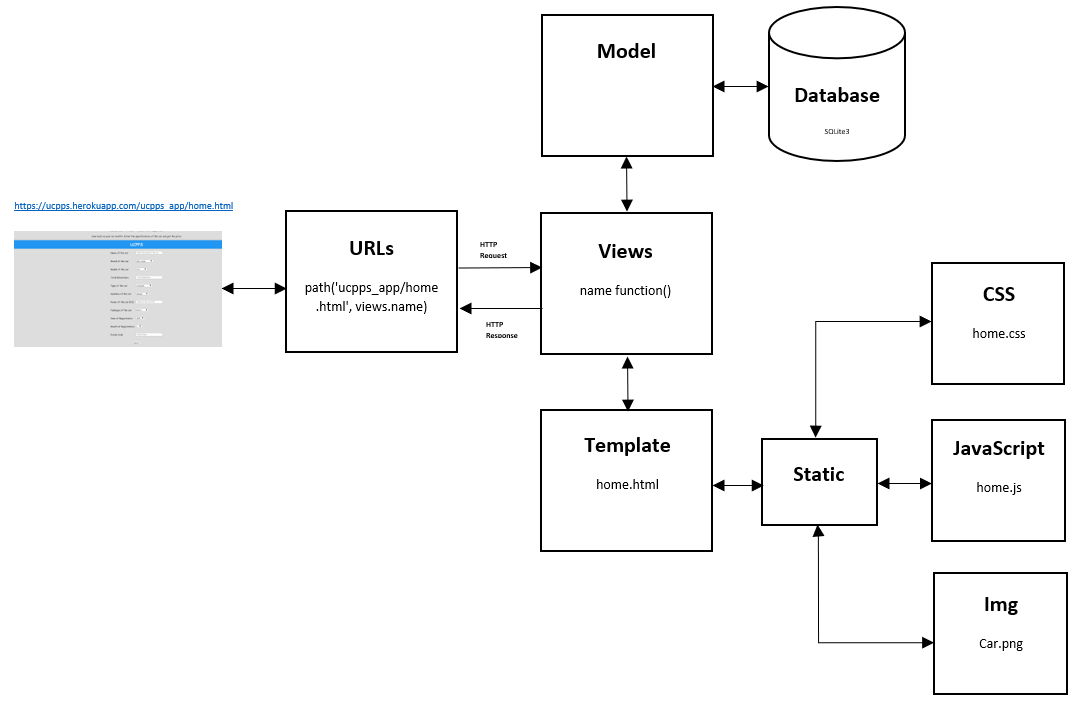 Model
Database
SQLite3
https://ucpps.herokuapp.com/ucpps_app/home.html
UCPPS
URLs
path('ucpps_app/home
.html', views.name)
HTTP
Request
HTTP
Response
Views
name function()
CSS
home.css
Template
home.html
Static
JavaScript
home.js
Img
Car.png